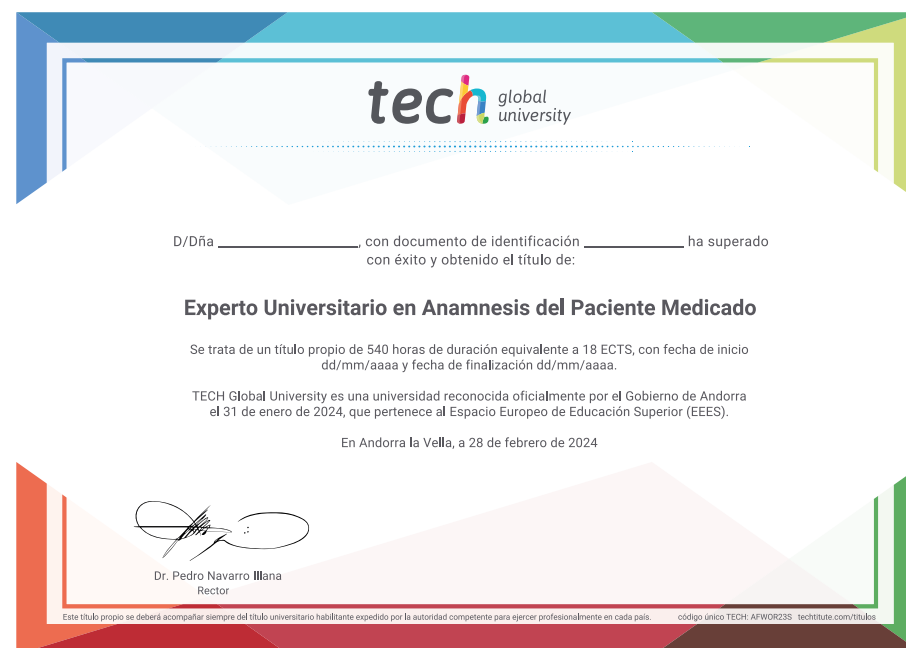 tech global university
D/Dña ______________, con documento de identificación __________ ha superado
con éxito y obtenido el título de:
Experto Universitario en Anamnesis del Paciente Medicado
Se trata de un título propio de 540 horas de duración equivalente a 18 ECTS, con fecha de inicio
dd/mm/aaaa y fecha de finalización dd/mm/aaaa.
TECH Global University es una universidad reconocida oficialmente por el Gobierno de Andorra
el 31 de enero de 2024, que pertenece al Espacio Europeo de Educación Superior (EEES).
En Andorra la Vella, a 28 de febrero de 2024
Dr. Pedro Navarro Illana
Rector
Este título propio se deberá acompañar siempre del título universitario habilitante expedido por la autoridad competente para ejercer profesionalmente en cada país. código único TECH: AFWOR23S techtitute.com/titulos